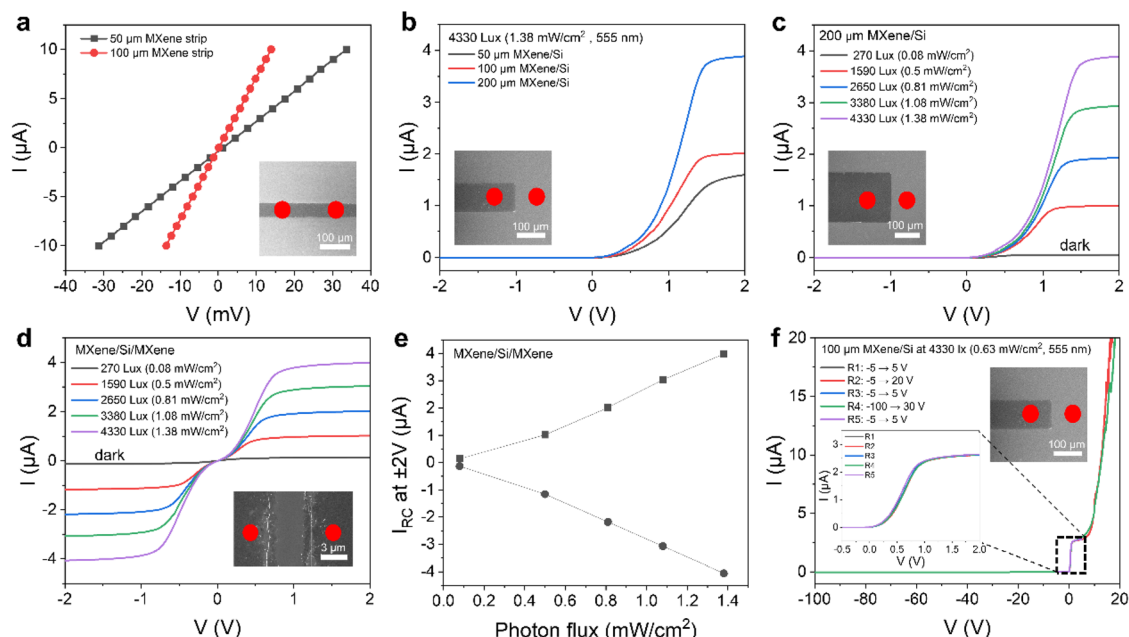 a
50 µm MXene strip
100 µm MXene strip
I (µA)
10
5
0
-5
-10
100 µm
-40 -30 -20 -10 0 10 20 30 40
V (mV)
b
4330 Lux (1.38 mW/cm², 555 nm)
50 µm MXene/Si
100 µm MXene/Si
200 µm MXene/Si
I (µA)
4
3
2
1
0
100 µm
-2 -1 0 1 2
V (V)
c
200 µm MXene/Si
270 Lux (0.08 mW/cm²)
1590 Lux (0.5 mW/cm²)
2650 Lux (0.81 mW/cm²)
3380 Lux (1.08 mW/cm²)
4330 Lux (1.38 mW/cm²)
I (µA)
4
3
2
1
0
100 µm
dark
-2 -1 0 1 2
V (V)
d
MXene/Si/MXene
270 Lux (0.08 mW/cm²)
1590 Lux (0.5 mW/cm²)
2650 Lux (0.81 mW/cm²)
3380 Lux (1.08 mW/cm²)
4330 Lux (1.38 mW/cm²)
dark
I (µA)
4
2
0
-2
-4
3 µm
-2 -1 0 1 2
V (V)
e
MXene/Si/MXene
I_RC at ±2V (µA)
4
3
2
1
0
-1
-2
-3
-4
0.0 0.2 0.4 0.6 0.8 1.0 1.2 1.4
Photon flux (mW/cm²)
f
100 µm MXene/Si at 4330 lx (0.63 mW/cm², 555 nm)
R1: -5 → 5 V
R2: -5 → 20 V
R3: -5 → 5 V
R4: -100 → 30 V
R5: -5 → 5 V
I (µA)
20
15
10
5
0
100 µm
I (µA)
3
2
1
0
R1
R2
R3
R4
R5
-0.5 0.0 0.5 1.0 1.5 2.0
V (V)
-100 -80 -60 -40 -20 0 20
V (V)